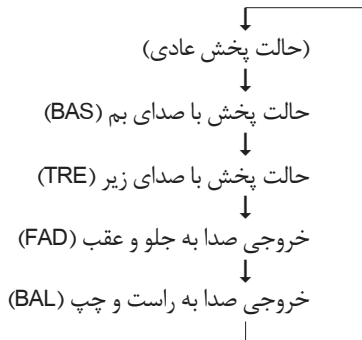 (حالت پخش عادی)
حالت پخش با صدای بم (BAS)
حالت پخش با صدای زیر (TRE)
خروجی صدا به جلو و عقب (FAD)
خروجی صدا به راست و چپ (BAL)